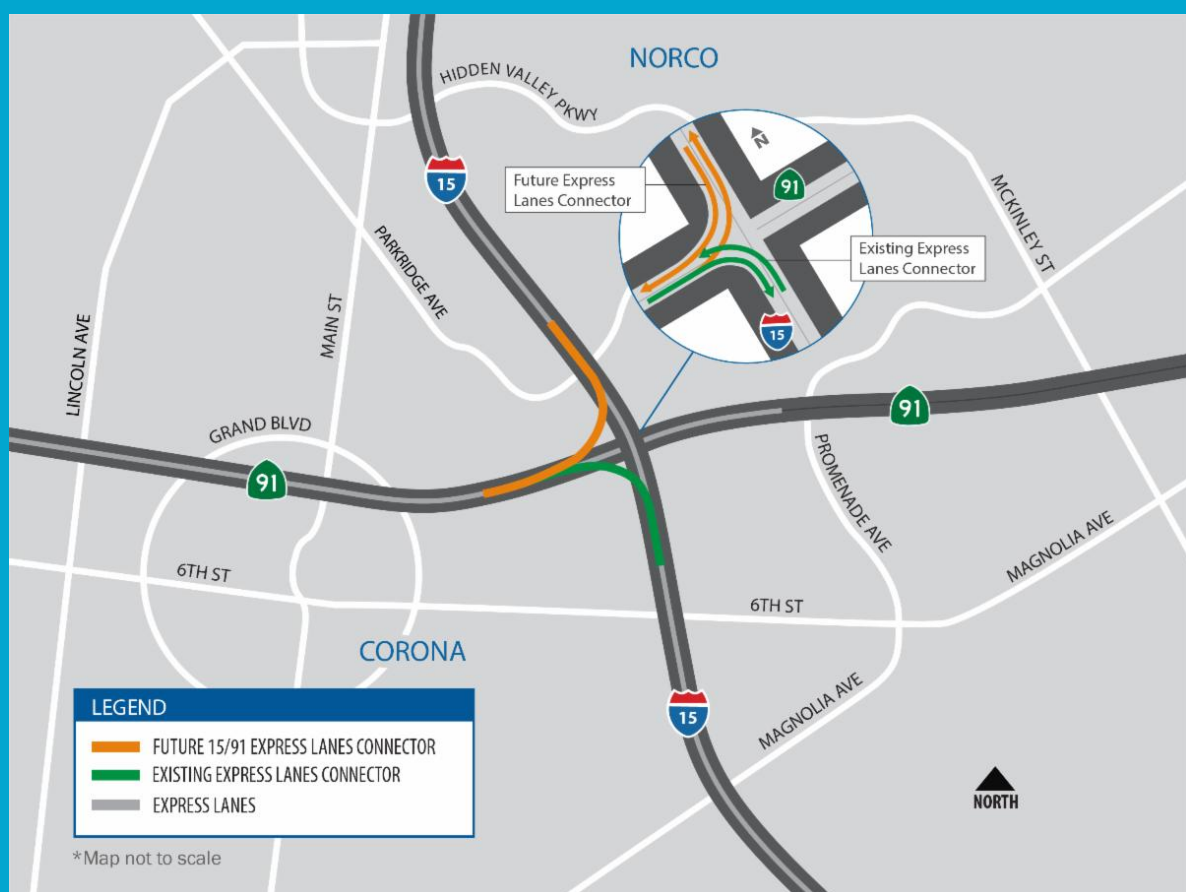 NORCO
HIDDEN VALLEY PKWY
15
N
91
Future Express
Lanes Connector
MCKINLEY ST
PARKRIDGE AVE
Existing Express
Lanes Connector
15
MAIN ST
LINCOLN AVE
GRAND BLVD
91
91
PROMENADE AVE
MAGNOLIA AVE
6TH ST
6TH ST
CORONA
MAGNOLIA AVE
15
LEGEND
FUTURE 15/91 EXPRESS LANES CONNECTOR
EXISTING EXPRESS LANES CONNECTOR
EXPRESS LANES
NORTH
*Map not to scale